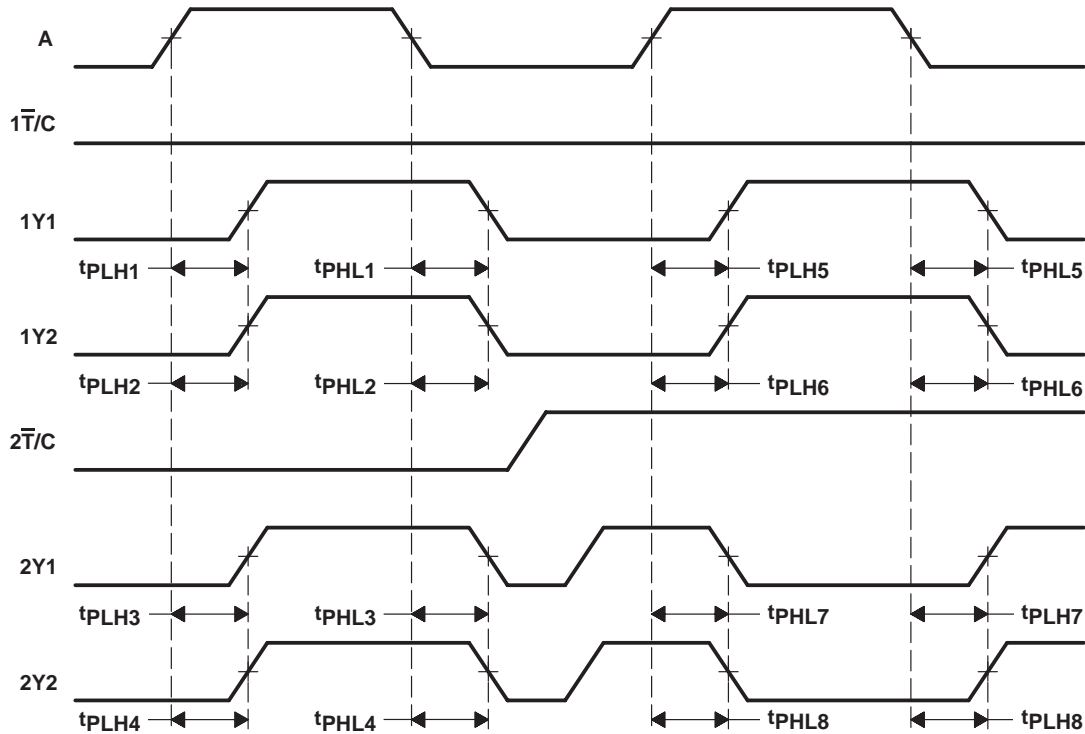 A
1T̅/C
1Y1
tPLH1 tPHL1 tPLH5 tPHL5
1Y2
tPLH2 tPHL2 tPLH6 tPHL6
2T̅/C
2Y1
tPLH3 tPHL3 tPHL7 tPLH7
2Y2
tPLH4 tPHL4 tPHL8 tPLH8